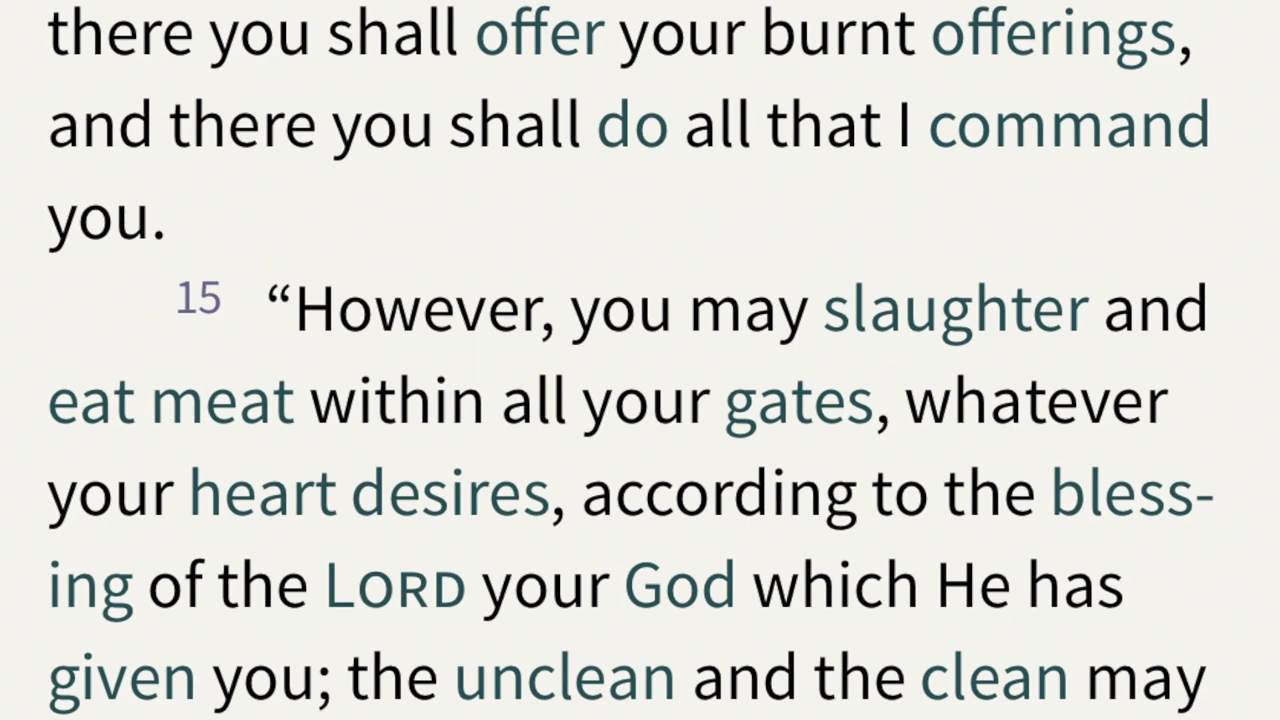 there you shall offer your burnt offerings,
and there you shall do all that I command
you.
15 “However, you may slaughter and
eat meat within all your gates, whatever
your heart desires, according to the bless-
ing of the LORD your God which He has
given you; the unclean and the clean may